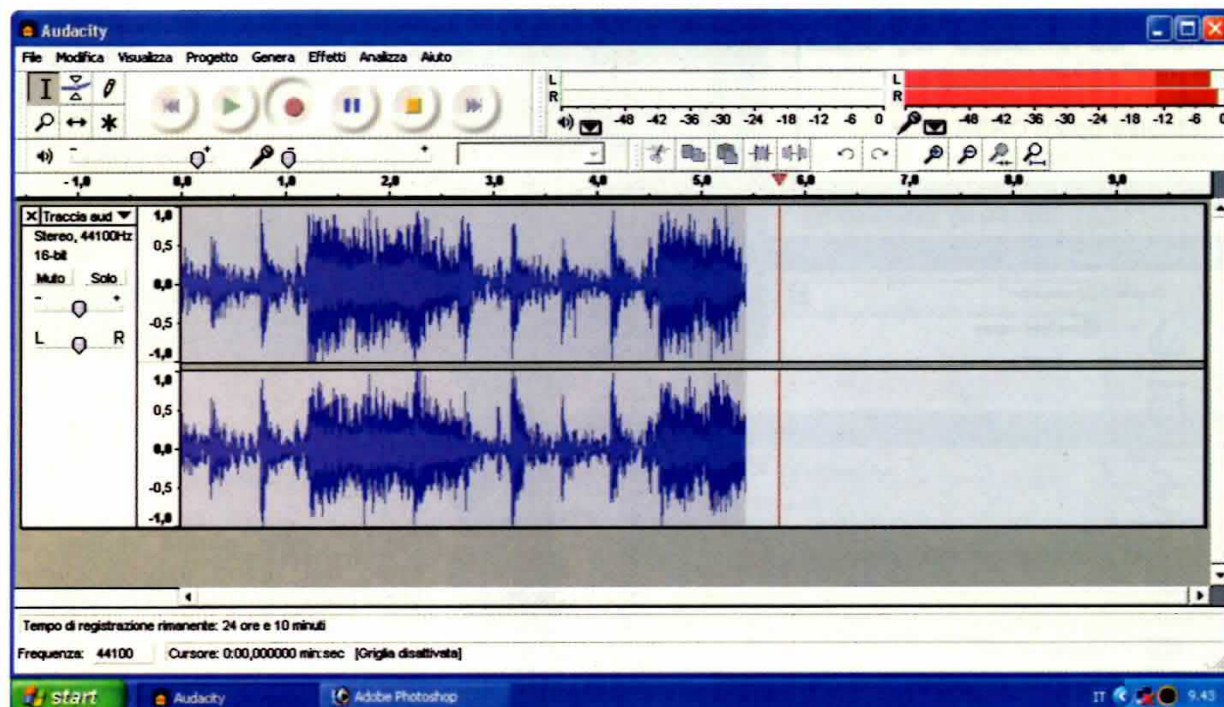 Audacity
File Modifica Visualizza Progetto Genera Effetti Analizza Aiuto
L
R
-48 -42 -36 -30 -24 -18 -12 -6 0
L
R
-48 -42 -36 -30 -24 -18 -12 -6 0
- +
- +
-1,0 0,0 1,0 2,0 3,0 4,0 5,0 6,0 7,0 8,0 9,0
X Traccia aud
Stereo, 44100Hz
16-bit
Muto Solo
- +
L R
1,0
0,5
0,0
-0,5
-1,0
1,0
0,5
0,0
-0,5
-1,0
Tempo di registrazione rimanente: 24 ore e 10 minuti
Frequenza: 44100 Cursore: 0:00,000000 min:sec [Griglia disattivata]
start Audacity Adobe Photoshop IT 9.43